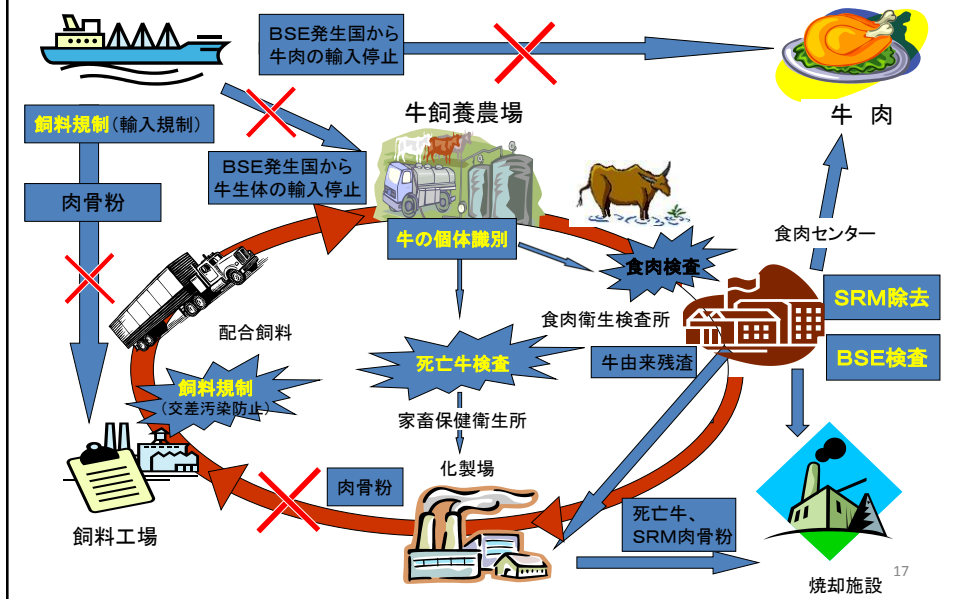 BSE発生国から
牛肉の輸入停止
牛飼養農場
牛 肉
飼料規制(輸入規制)
BSE発生国から
牛生体の輸入停止
肉骨粉
牛の個体識別
食肉検査
食肉センター
SRM除去
配合飼料
食肉衛生検査所
BSE検査
死亡牛検査
牛由来残渣
飼料規制
(交差汚染防止)
家畜保健衛生所
化製場
肉骨粉
死亡牛、
SRM肉骨粉
飼料工場
焼却施設
17